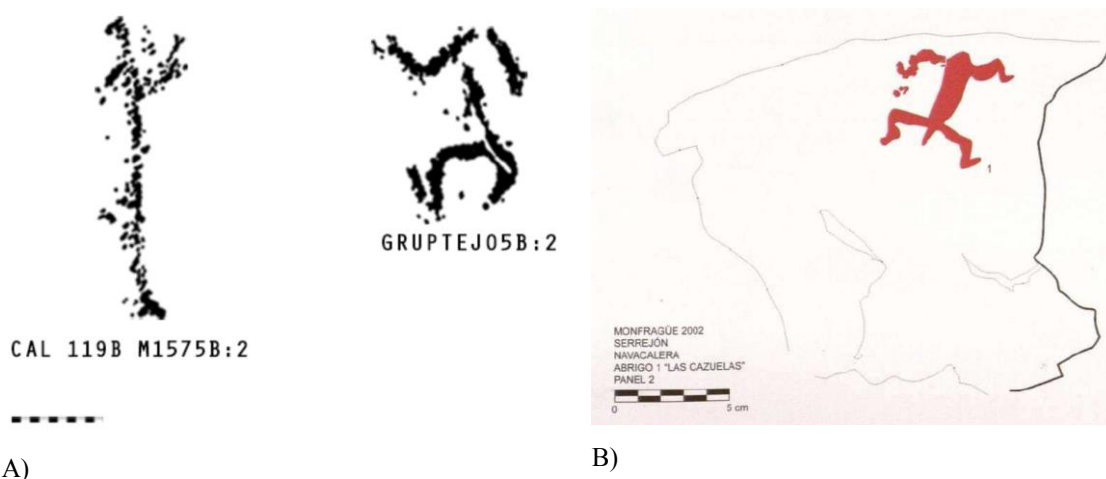 GRUPTEJO5B:2
CAL 119B M1575B:2
A)
1
MONFRAGÜE 2002
SERREJÓN
NAVACALERA
ABRIGO 1 "LAS CAZUELAS"
PANEL 2
0 5 cm
B)